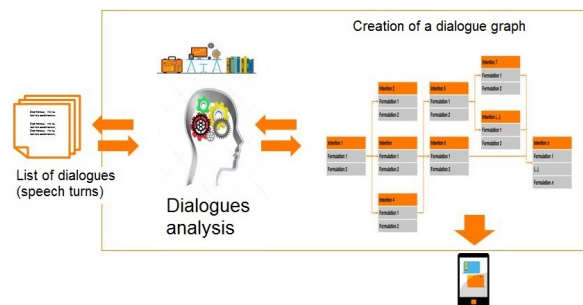 Creation of a dialogue graph
List of dialogues
(speech turns)
Dialogues
analysis
Intention 1
Formulation 1
Formulation 2
Intention 2
Formulation 1
Formulation 2
Intention
Formulation 1
Formulation 2
Intention 4
Formulation 1
Formulation 2
Intention 5
Formulation 1
Formulation 2
Intention 6
Formulation 1
Formulation 2
Intention 7
Formulation 1
Formulation 2
Intention (...)
Formulation 1
Formulation 2
Intention n
Formulation 1
(...)
Formulation n